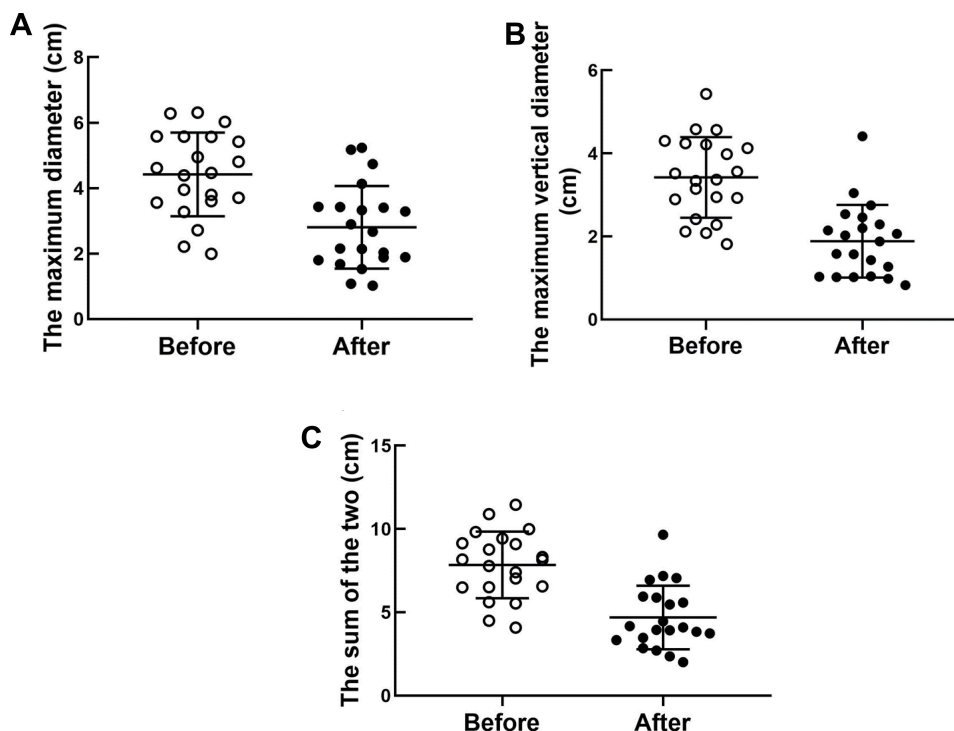 A
The maximum diameter (cm)
8
6
4
2
0
Before
After
B
The maximum vertical diameter
(cm)
6
4
2
0
Before
After
C
The sum of the two (cm)
15
10
5
0
Before
After